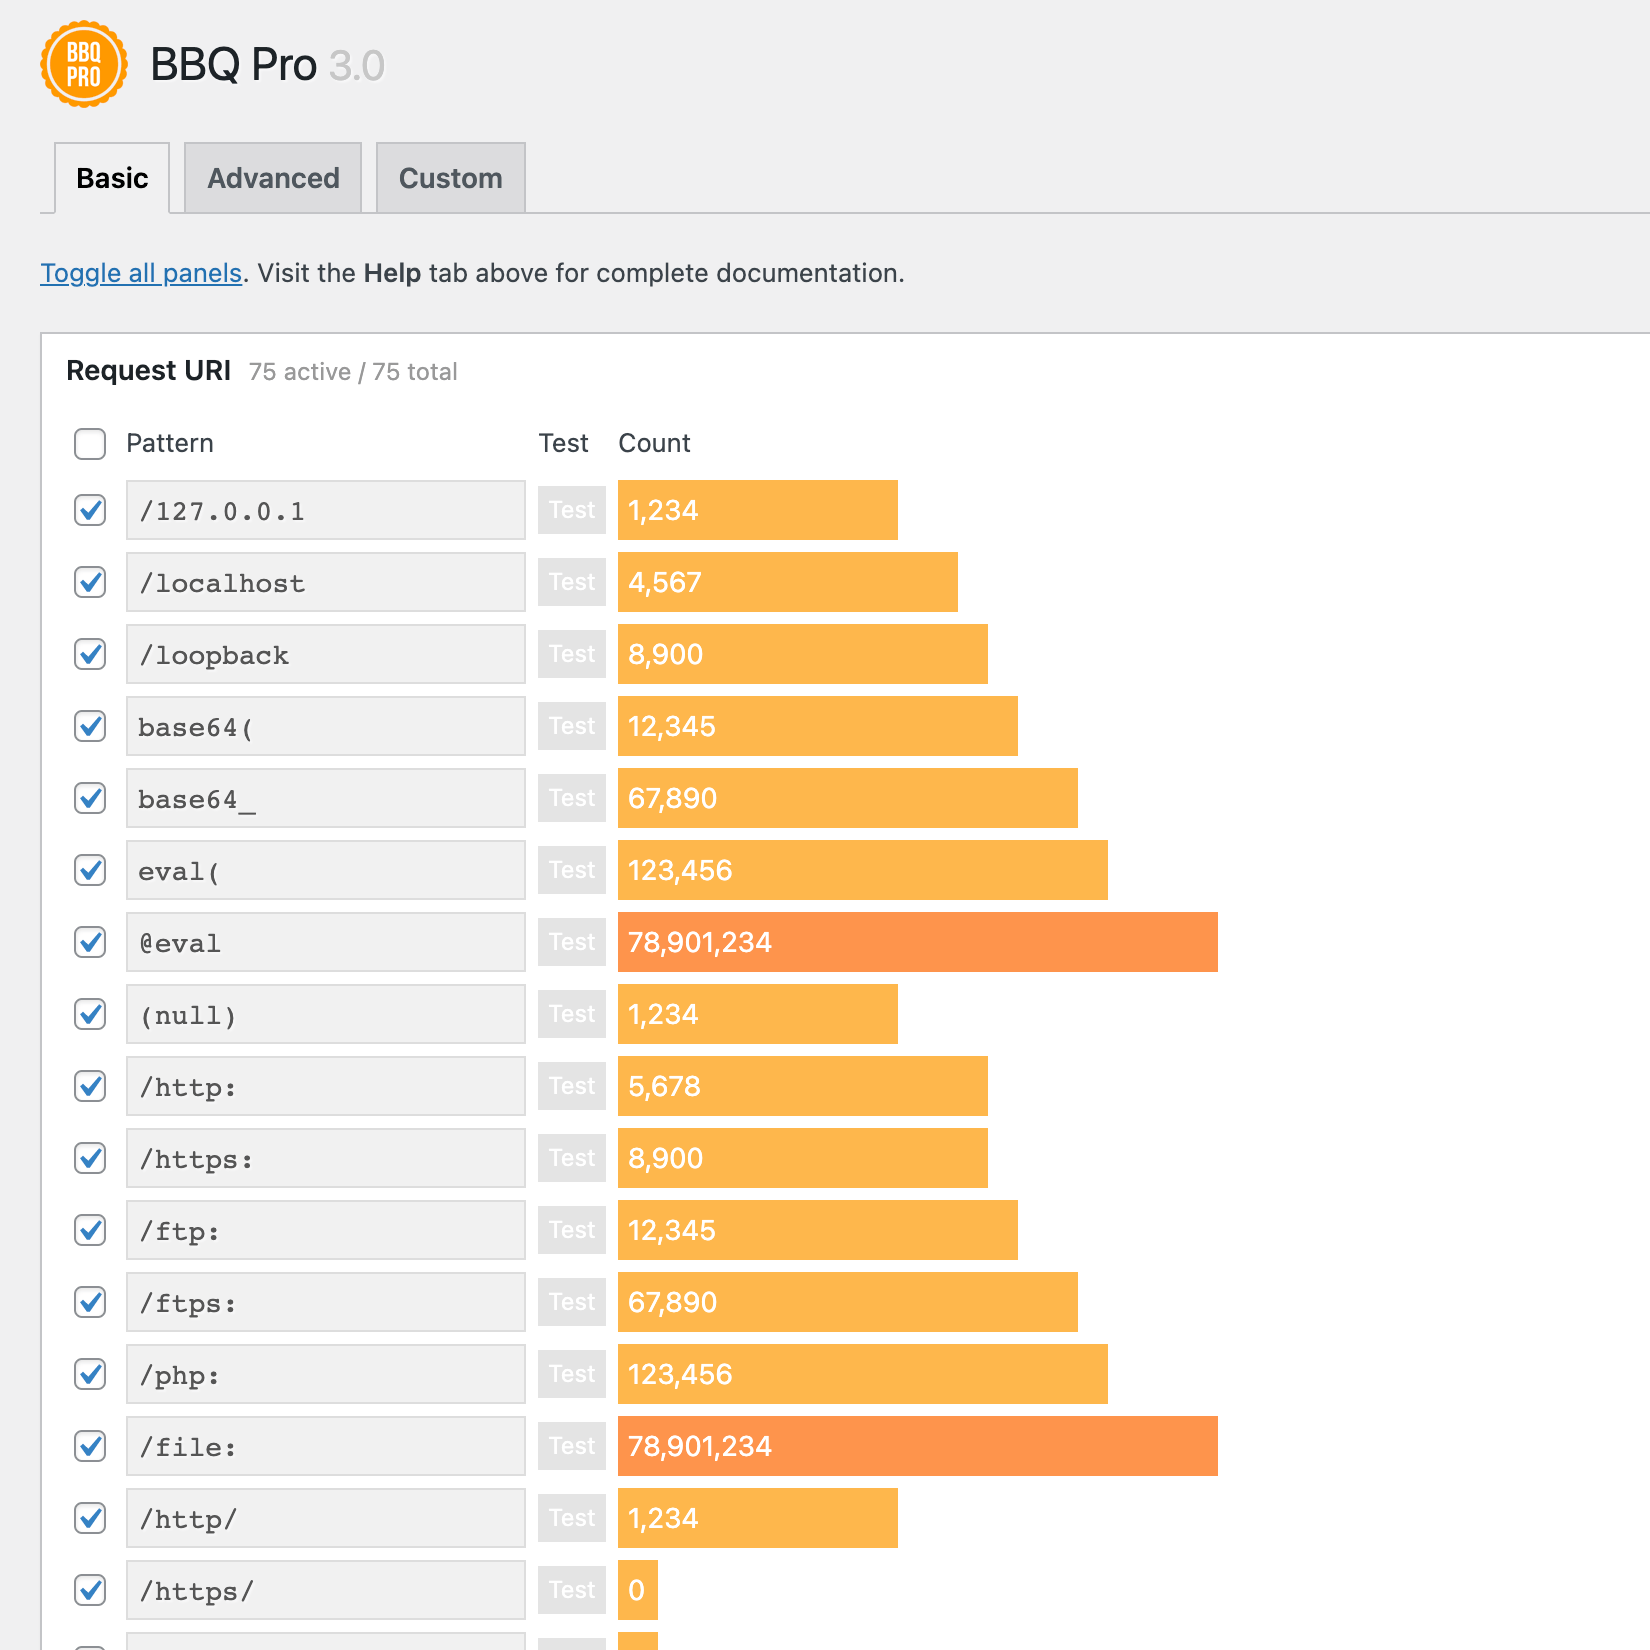 BBQ
PRO
BBQ Pro 3.0
Basic Advanced Custom
Toggle all panels. Visit the Help tab above for complete documentation.
Request URI 75 active / 75 total
Pattern Test Count
/127.0.0.1 Test 1,234
/localhost Test 4,567
/loopback Test 8,900
base64( Test 12,345
base64_ Test 67,890
eval( Test 123,456
@eval Test 78,901,234
(null) Test 1,234
/http: Test 5,678
/https: Test 8,900
/ftp: Test 12,345
/ftps: Test 67,890
/php: Test 123,456
/file: Test 78,901,234
/http/ Test 1,234
/https/ Test 0